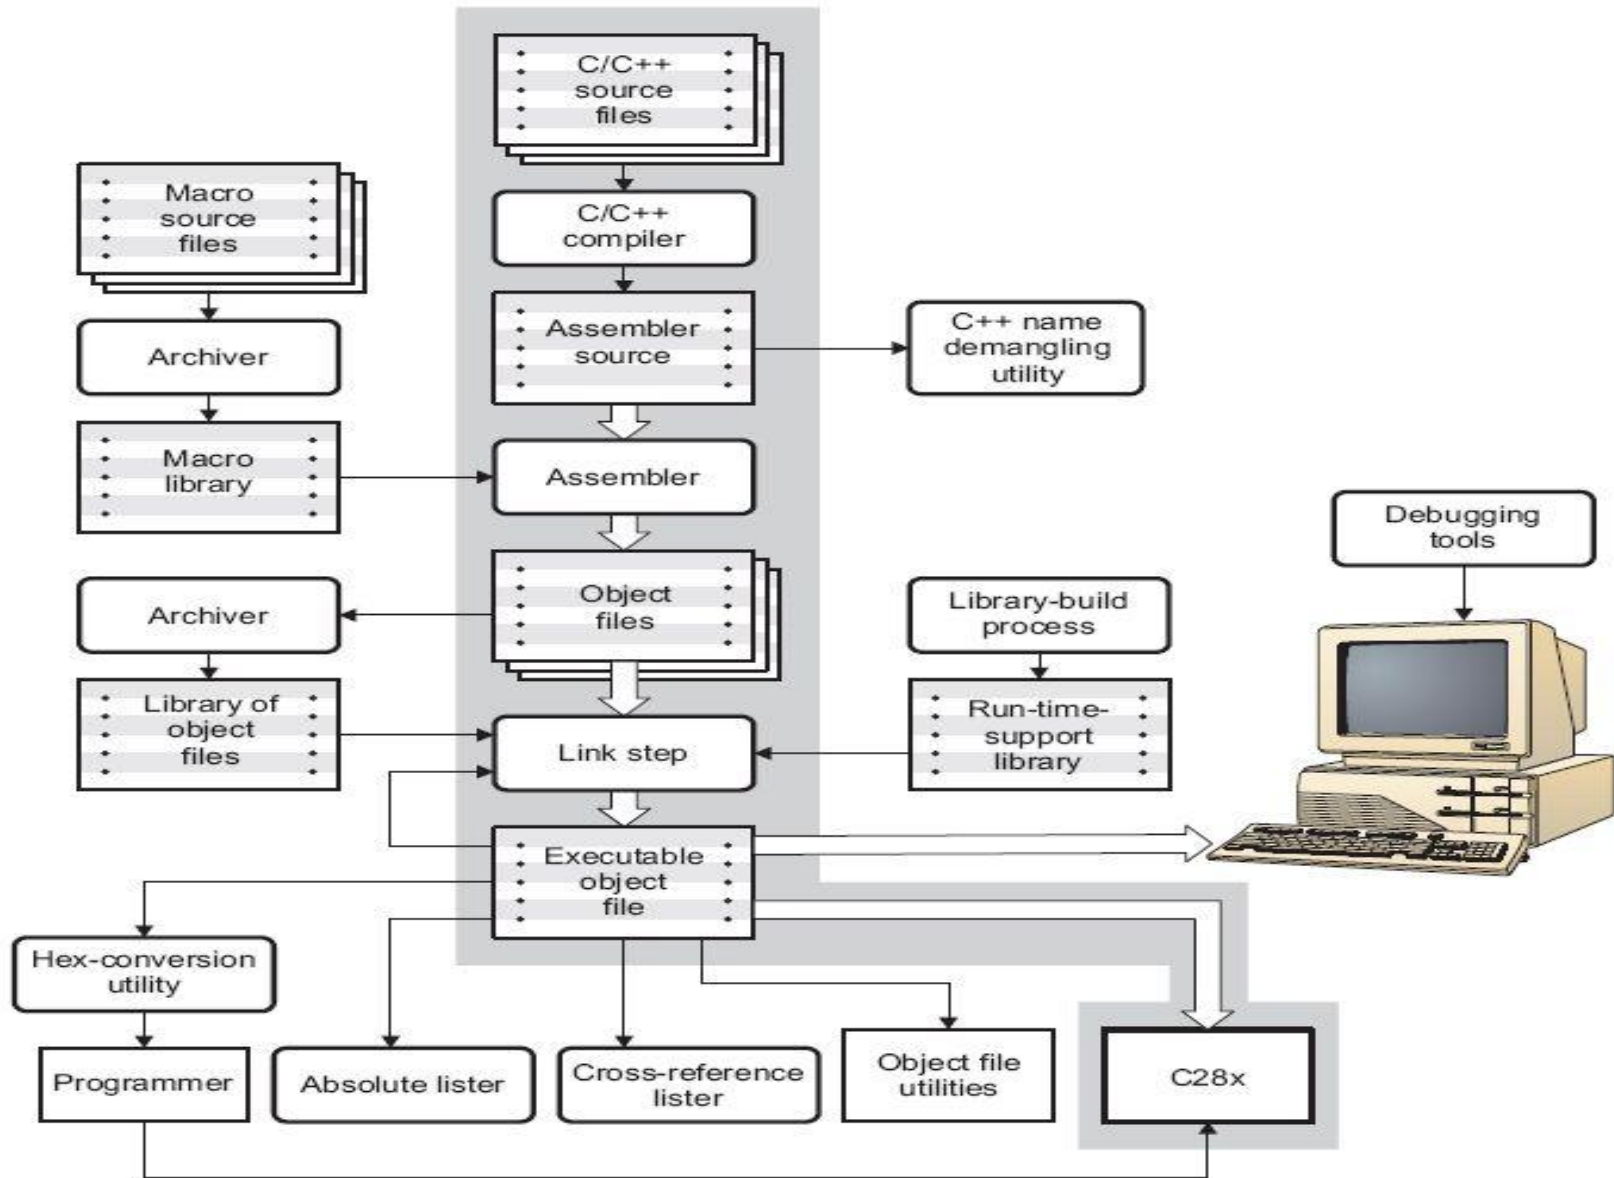 C/C++
source
files
Macro
source
files
C/C++
compiler
Archiver
Assembler
source
C++ name
demangling
utility
Macro
library
Assembler
Debugging
tools
Archiver
Object
files
Library-build
process
Library of
object
files
Link step
Run-time-
support
library
Executable
object
file
Hex-conversion
utility
Programmer
Absolute lister
Cross-reference
lister
Object file
utilities
C28x